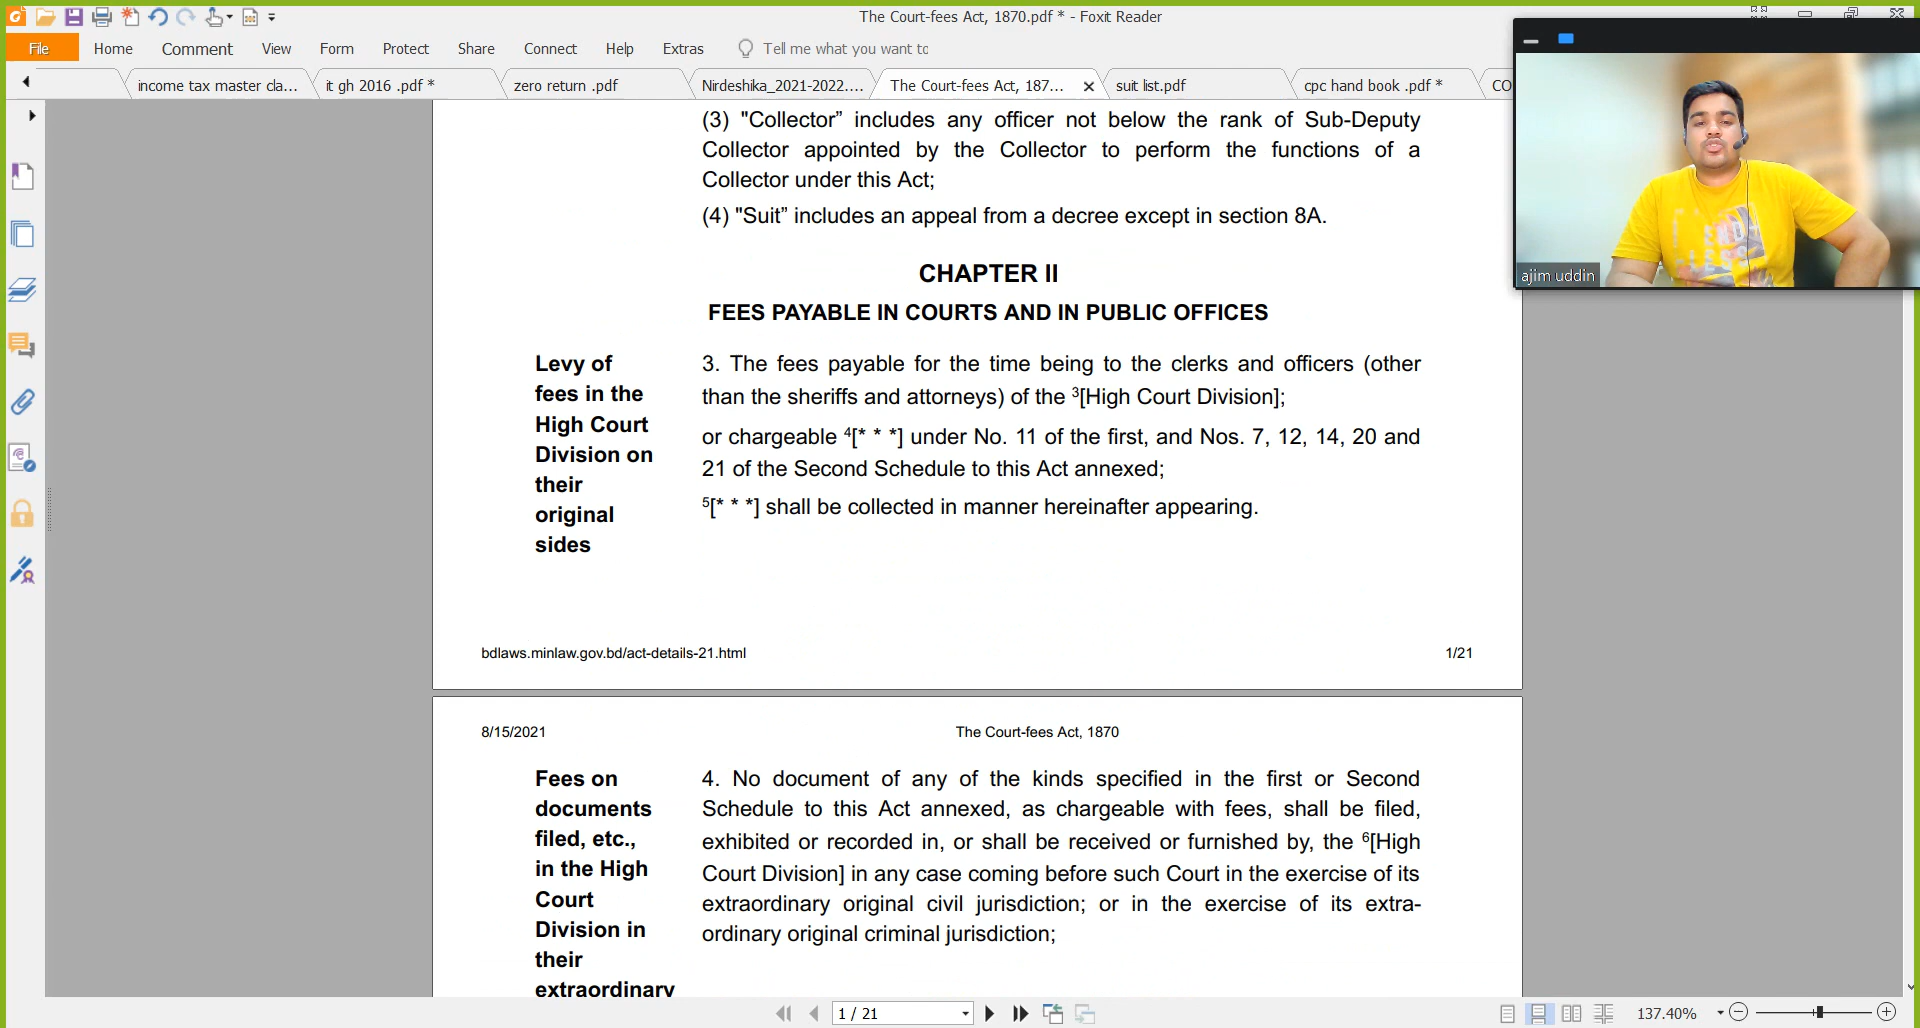 The Court-fees Act, 1870.pdf * - Foxit Reader
File Home Comment View Form Protect Share Connect Help Extras Tell me what you want to
income tax master cla... it gh 2016 .pdf * zero return .pdf Nirdeshika_2021-2022.... The Court-fees Act, 187... suit list.pdf cpc hand book .pdf * CO
(3) "Collector” includes any officer not below the rank of Sub-Deputy
Collector appointed by the Collector to perform the functions of a
Collector under this Act;
(4) "Suit” includes an appeal from a decree except in section 8A.
ajim uddin
CHAPTER II
FEES PAYABLE IN COURTS AND IN PUBLIC OFFICES
Levy of
fees in the
High Court
Division on
their
original
sides
3. The fees payable for the time being to the clerks and officers (other
than the sheriffs and attorneys) of the 3[High Court Division];
or chargeable 4[* * *] under No. 11 of the first, and Nos. 7, 12, 14, 20 and
21 of the Second Schedule to this Act annexed;
5[* * *] shall be collected in manner hereinafter appearing.
bdlaws.minlaw.gov.bd/act-details-21.html 1/21
8/15/2021 The Court-fees Act, 1870
Fees on
documents
filed, etc.,
in the High
Court
Division in
their
extraordinary
4. No document of any of the kinds specified in the first or Second
Schedule to this Act annexed, as chargeable with fees, shall be filed,
exhibited or recorded in, or shall be received or furnished by, the 6[High
Court Division] in any case coming before such Court in the exercise of its
extraordinary original civil jurisdiction; or in the exercise of its extra-
ordinary original criminal jurisdiction;
1 / 21 137.40%